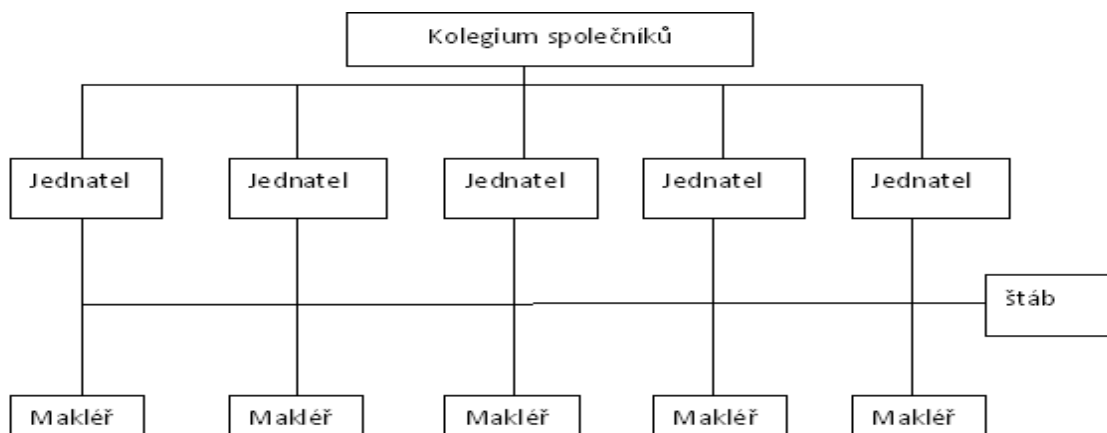 Kolegium společníků
Jednatel
Jednatel
Jednatel
Jednatel
Jednatel
štáb
Makléř
Makléř
Makléř
Makléř
Makléř